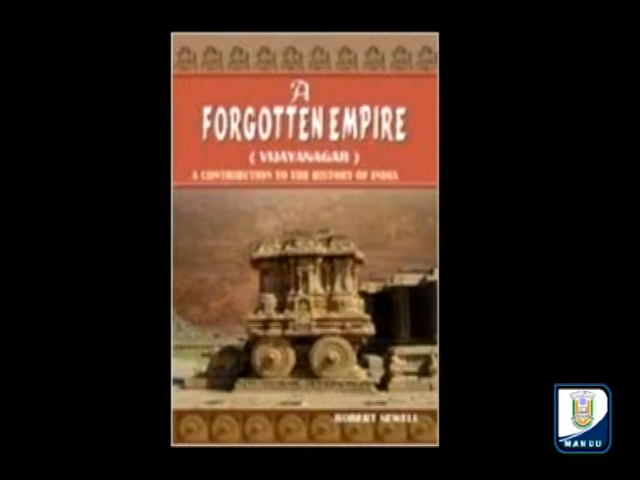 A
FORGOTTEN EMPIRE
( VIJAYANAGAR )
A CONTRIBUTION TO THE HISTORY OF INDIA
ROBERT SEWELL
MANUU